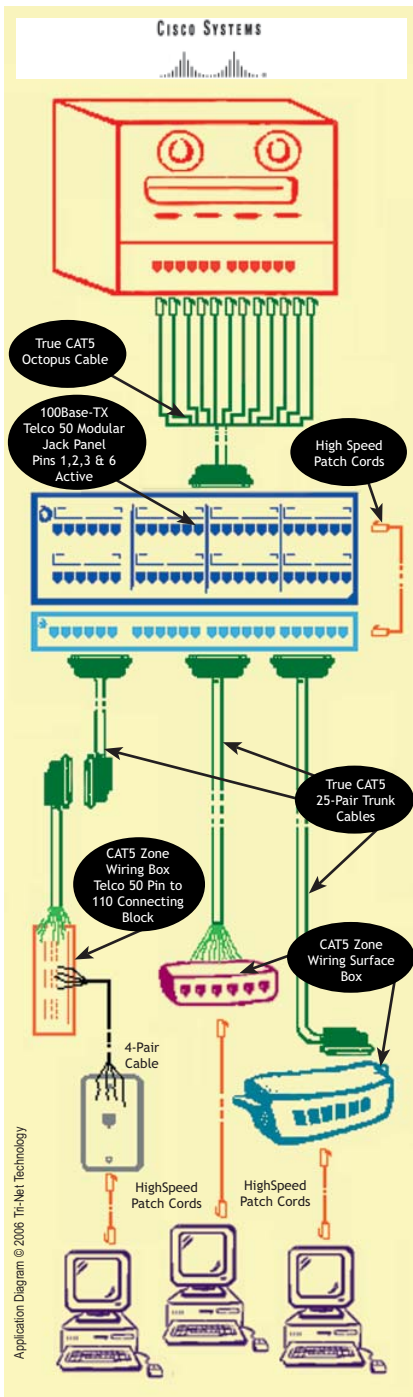 CISCO SYSTEMS
True CAT5
Octopus Cable
100Base-TX
Telco 50 Modular
Jack Panel
Pins 1,2,3 & 6
Active
High Speed
Patch Cords
True CAT5
25-Pair Trunk
Cables
CAT5 Zone
Wiring Box
Telco 50 Pin to
110 Connecting
Block
CAT5 Zone
Wiring Surface
Box
4-Pair
Cable
HighSpeed
Patch Cords
HighSpeed
Patch Cords
Application Diagram © 2006 Tri-Net Technology